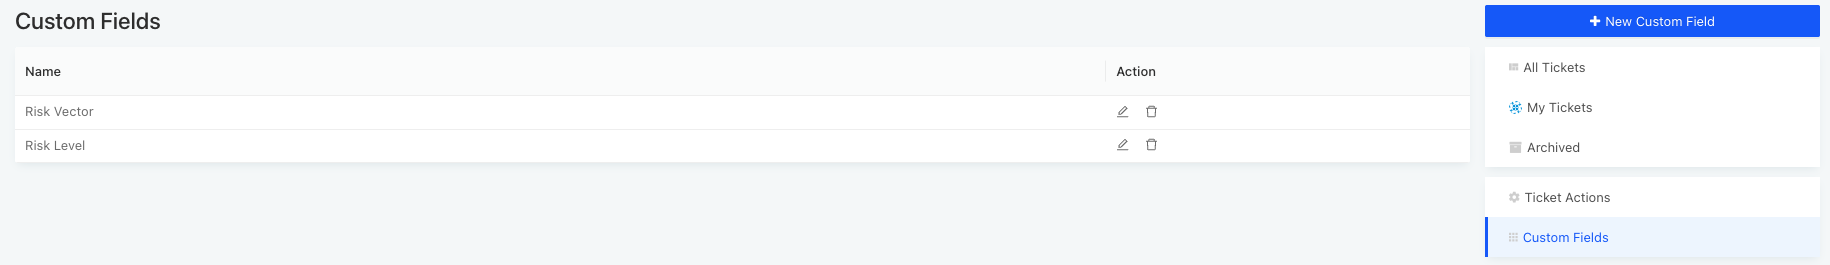 Custom Fields
Name
Action
Risk Vector
Risk Level
New Custom Field
All Tickets
My Tickets
Archived
Ticket Actions
Custom Fields